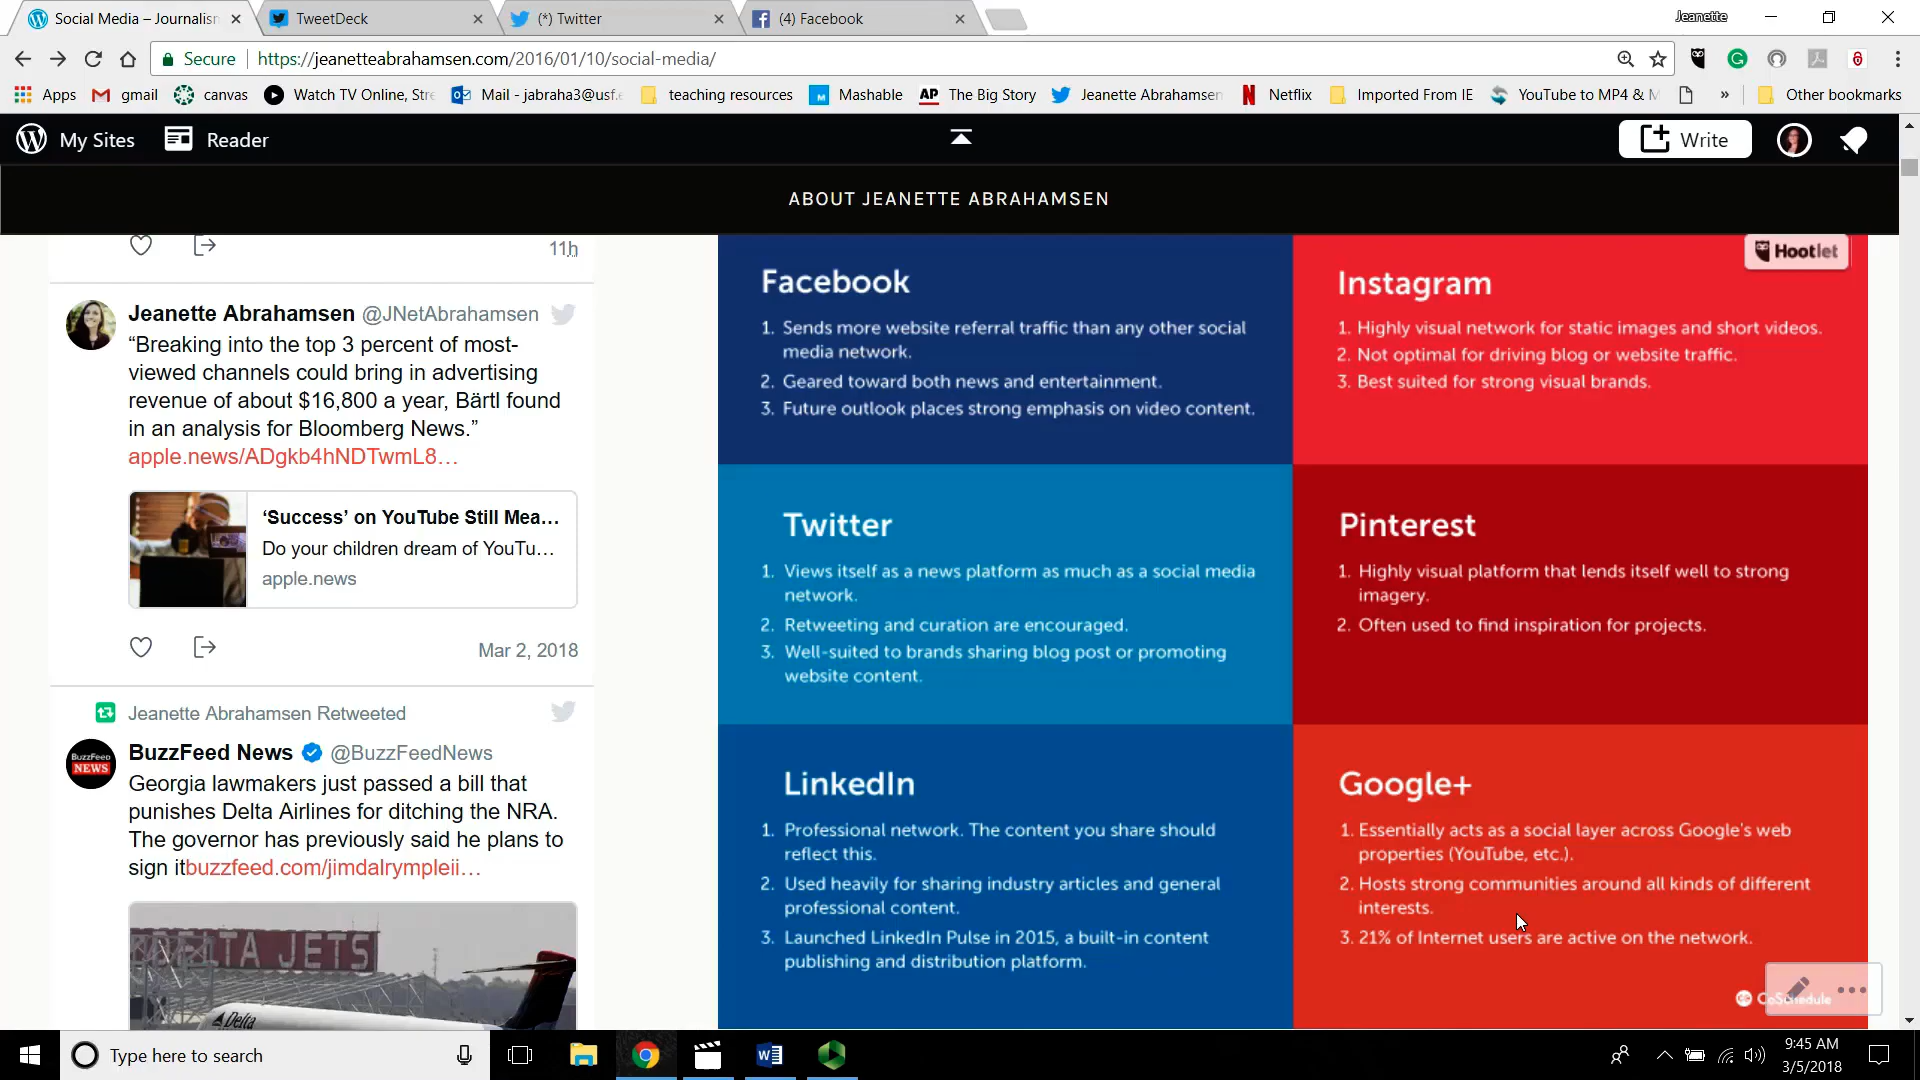 Social Media – Journalism
TweetDeck
(*) Twitter
(4) Facebook
Jeanette
Secure
https://jeanetteabrahamsen.com/2016/01/10/social-media/
Apps
gmail
canvas
Watch TV Online, Stre
Mail - jabraha3@usf.e
teaching resources
Mashable
AP
The Big Story
Jeanette Abrahamsen
Netflix
Imported From IE
YouTube to MP4 & M
»
Other bookmarks
My Sites
Reader
Write
ABOUT JEANETTE ABRAHAMSEN
11h
Jeanette Abrahamsen @JNetAbrahamsen
“Breaking into the top 3 percent of most-
viewed channels could bring in advertising
revenue of about $16,800 a year, Bärtl found
in an analysis for Bloomberg News.”
apple.news/ADgkb4hNDTwmL8…
‘Success’ on YouTube Still Mea…
Do your children dream of YouTu…
apple.news
Mar 2, 2018
Jeanette Abrahamsen Retweeted
BuzzFeed NEWS
BuzzFeed News @BuzzFeedNews
Georgia lawmakers just passed a bill that
punishes Delta Airlines for ditching the NRA.
The governor has previously said he plans to
sign itbuzzfeed.com/jimdalrympleii…
DELTA JETS
Delta
Facebook
1. Sends more website referral traffic than any other social
media network.
2. Geared toward both news and entertainment.
3. Future outlook places strong emphasis on video content.
Hootlet
Instagram
1. Highly visual network for static images and short videos.
2. Not optimal for driving blog or website traffic.
3. Best suited for strong visual brands.
Twitter
1. Views itself as a news platform as much as a social media
network.
2. Retweeting and curation are encouraged.
3. Well-suited to brands sharing blog post or promoting
website content.
Pinterest
1. Highly visual platform that lends itself well to strong
imagery.
2. Often used to find inspiration for projects.
LinkedIn
1. Professional network. The content you share should
reflect this.
2. Used heavily for sharing industry articles and general
professional content.
3. Launched LinkedIn Pulse in 2015, a built-in content
publishing and distribution platform.
Google+
1. Essentially acts as a social layer across Google's web
properties (YouTube, etc.).
2. Hosts strong communities around all kinds of different
interests.
3. 21% of Internet users are active on the network.
CoSchedule
Type here to search
9:45 AM
3/5/2018